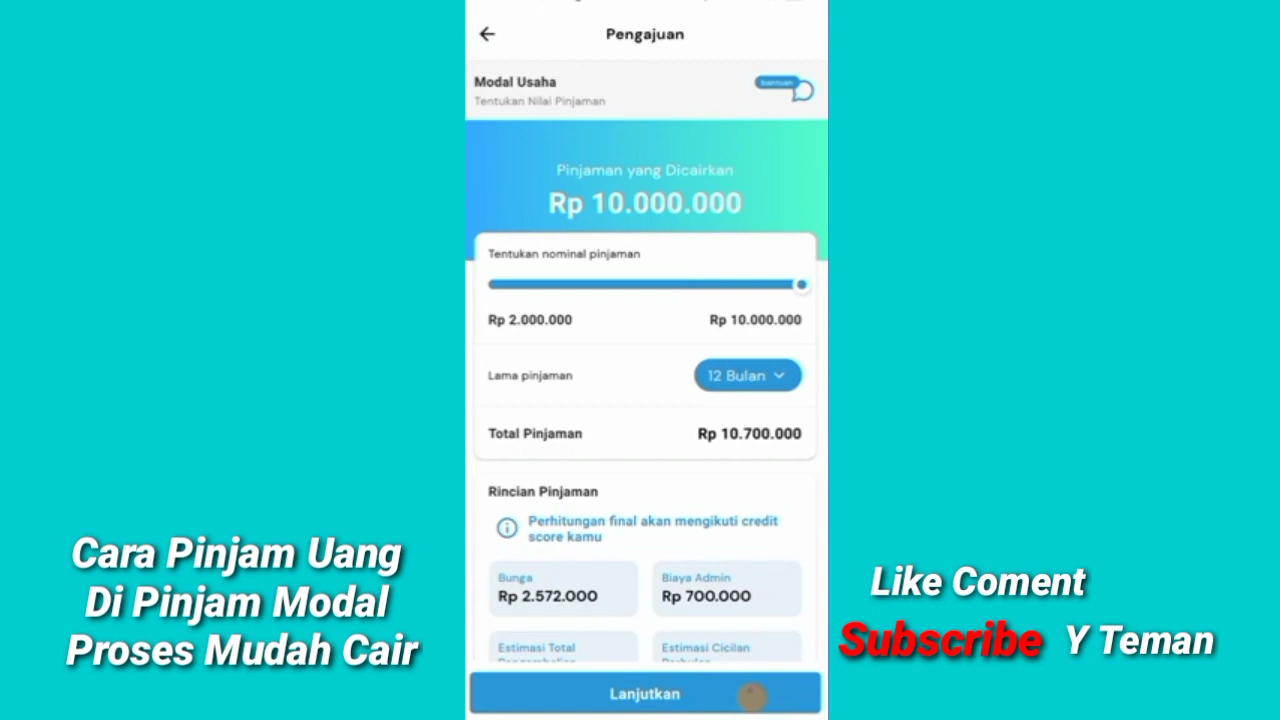 Pengajuan
Modal Usaha
bantuan
Tentukan Nilai Pinjaman
Pinjaman yang Dicairkan
Rp 10.000.000
Tentukan nominal pinjaman
Rp 2.000.000
Rp 10.000.000
Lama pinjaman
12 Bulan
Total Pinjaman
Rp 10.700.000
Rincian Pinjaman
Perhitungan final akan mengikuti credit
score kamu
Bunga
Rp 2.572.000
Biaya Admin
Rp 700.000
Estimasi Total
Pengembalian
Estimasi Cicilan
Perbulan
Lanjutkan
Cara Pinjam Uang
Di Pinjam Modal
Proses Mudah Cair
Like Coment
Subscribe Y Teman